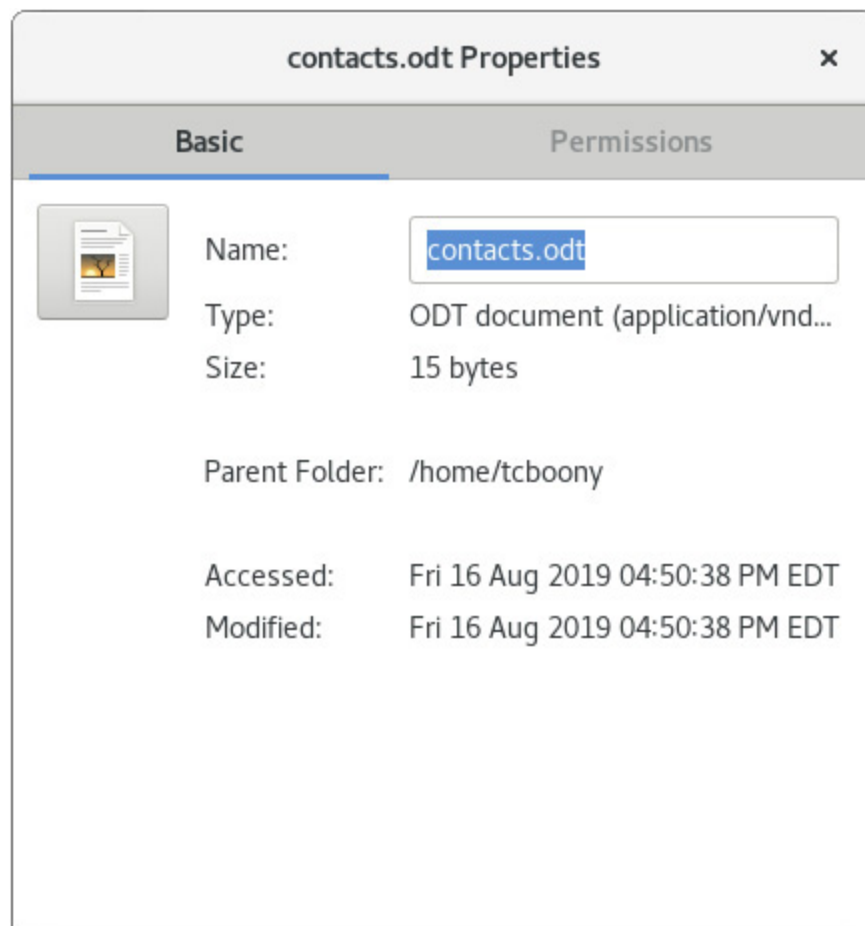 contacts.odt Properties ×
Basic Permissions
Name: contacts.odt
Type: ODT document (application/vnd...
Size: 15 bytes
Parent Folder: /home/tcboony
Accessed: Fri 16 Aug 2019 04:50:38 PM EDT
Modified: Fri 16 Aug 2019 04:50:38 PM EDT